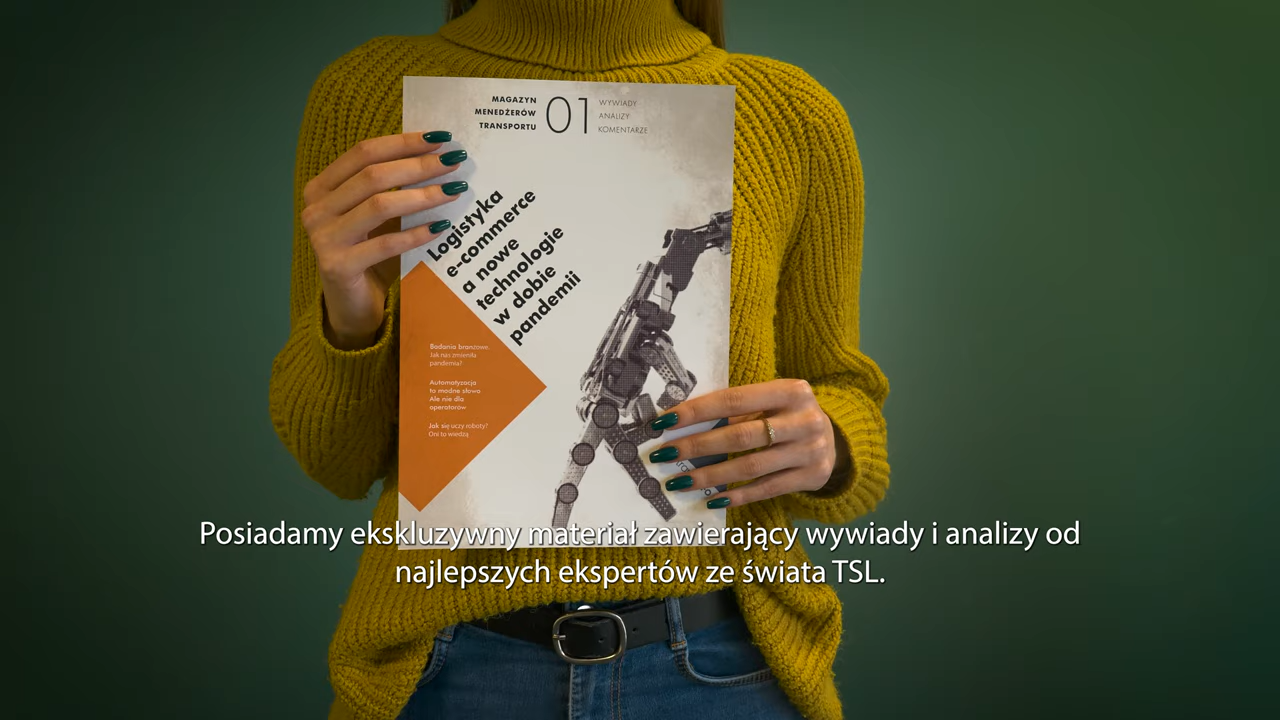 MAGAZYN
MENEDŻERÓW
TRANSPORTU
01
WYWIADY
ANALIZY
KOMENTARZE
Logistyka
e-commerce
a nowe
technologie
w dobie
pandemii
Badania branżowe.
Jak nas zmieniła
pandemia?
Automatyzacja
to modne słowo
Ale nie dla
operatorów
Jak się uczy roboty?
Oni to wiedzą
Posiadamy ekskluzywny materiał zawierający wywiady i analizy od
najlepszych ekspertów ze świata TSL.